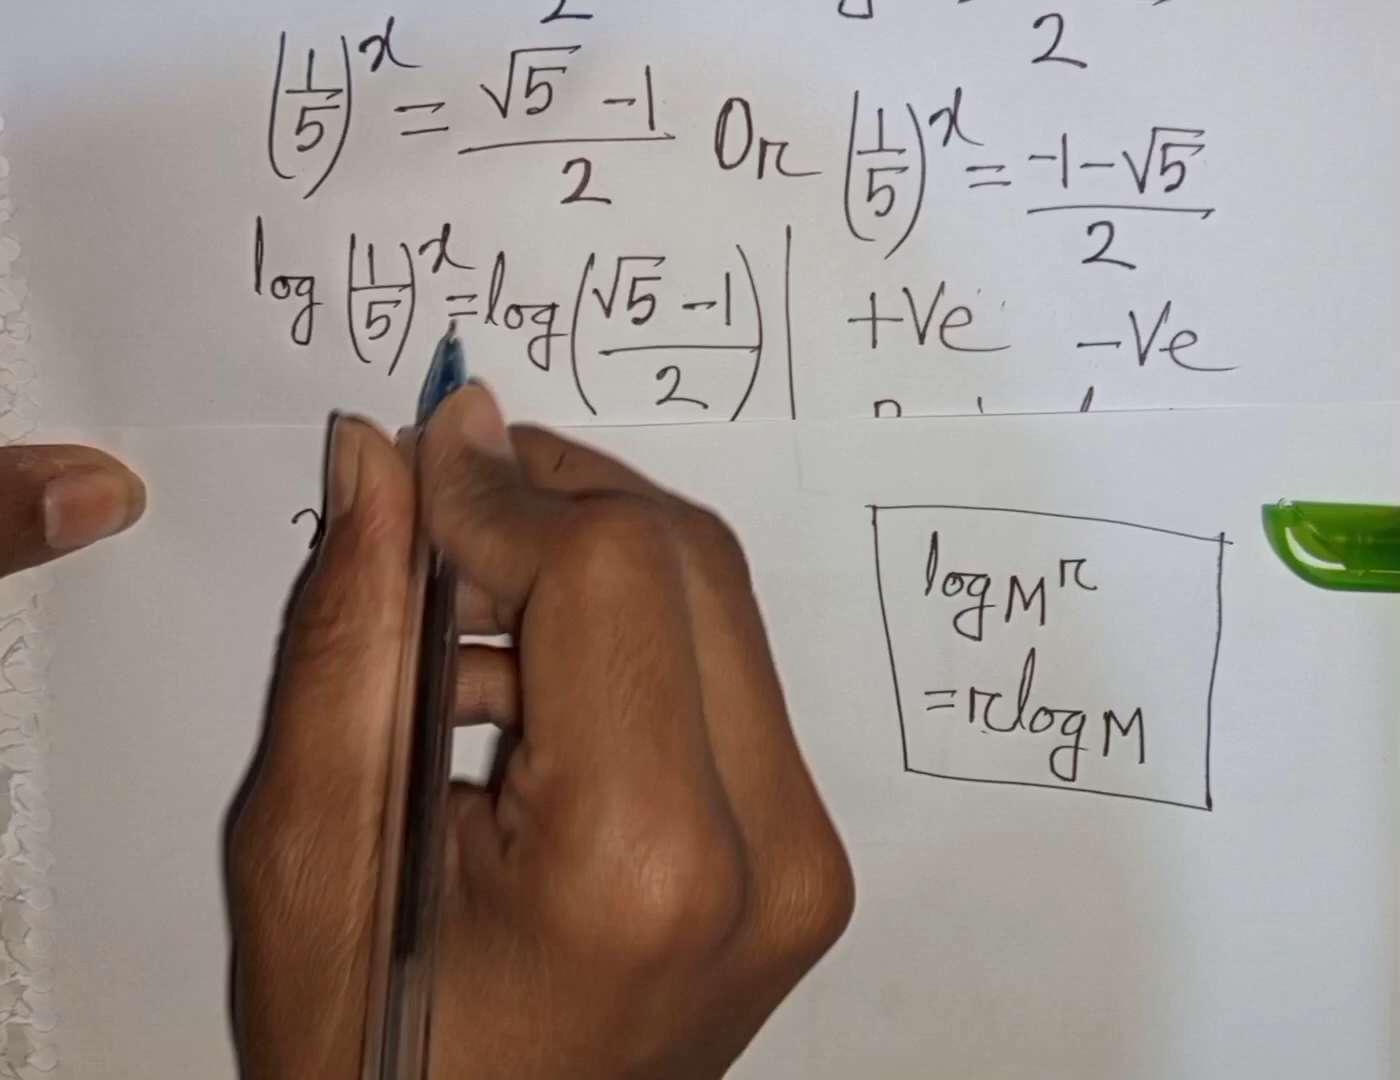 2
(1/5)^x = (√5 -1)/2 Or (1/5)^x = (-1-√5)/2
log (1/5)^x = log((√5 -1)/2) | +Ve -Ve
x
log M^r
= r log M